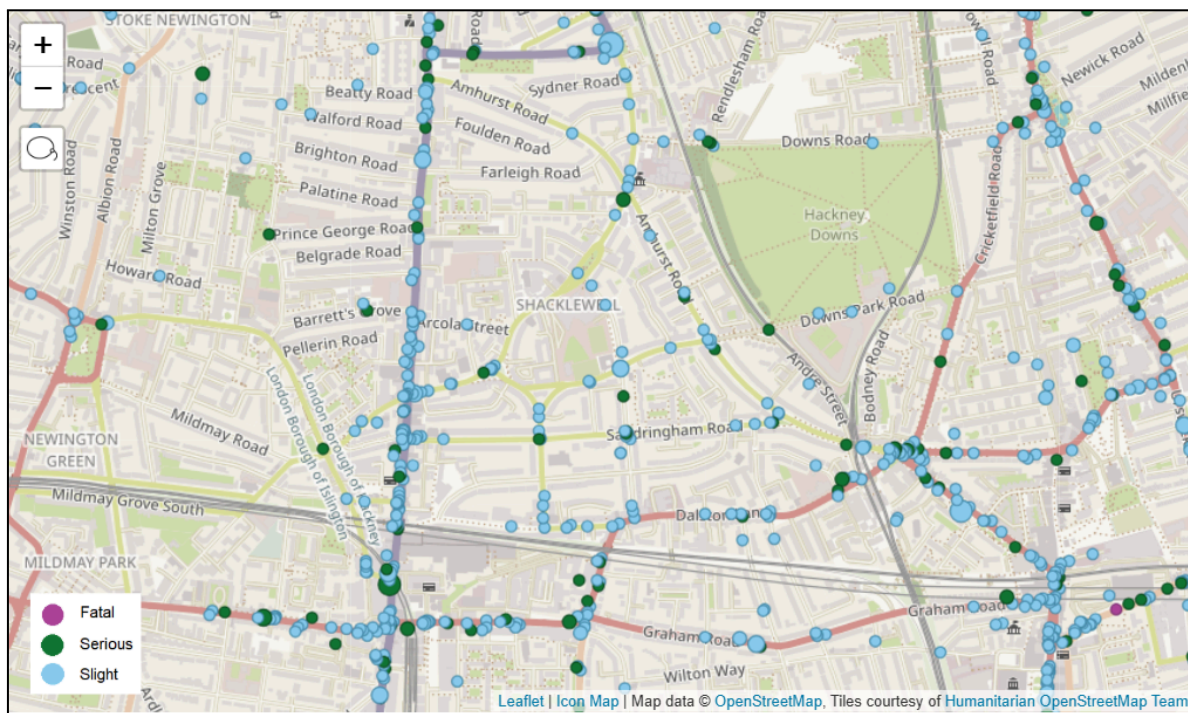 STOKE NEWINGTON
+
−
Road
Road
Crescent
Beatty Road
Walford Road
Brighton Road
Palatine Road
Prince George Road
Belgrade Road
Amhurst Road
Foulden Road
Farleigh Road
Sydner Road
Rendlesham Road
Downs Road
Newick Road
Winston Road
Albion Road
Milton Grove
Howard Road
Hackney
Downs
Cricketfield Road
Amhurst Road
SHACKLEWELL
Barrett's Grove
Arcola Street
Pellerin Road
Downs Park Road
Andre Street
Bodney Road
Mildmay Road
London Borough of Hackney
London Borough of Islington
Sandringham Road
NEWINGTON
GREEN
Mildmay Grove South
MILDMAY PARK
Graham Road
Graham Road
Wilton Way
Fatal
Serious
Slight
Leaflet | Icon Map | Map data © OpenStreetMap, Tiles courtesy of Humanitarian OpenStreetMap Team